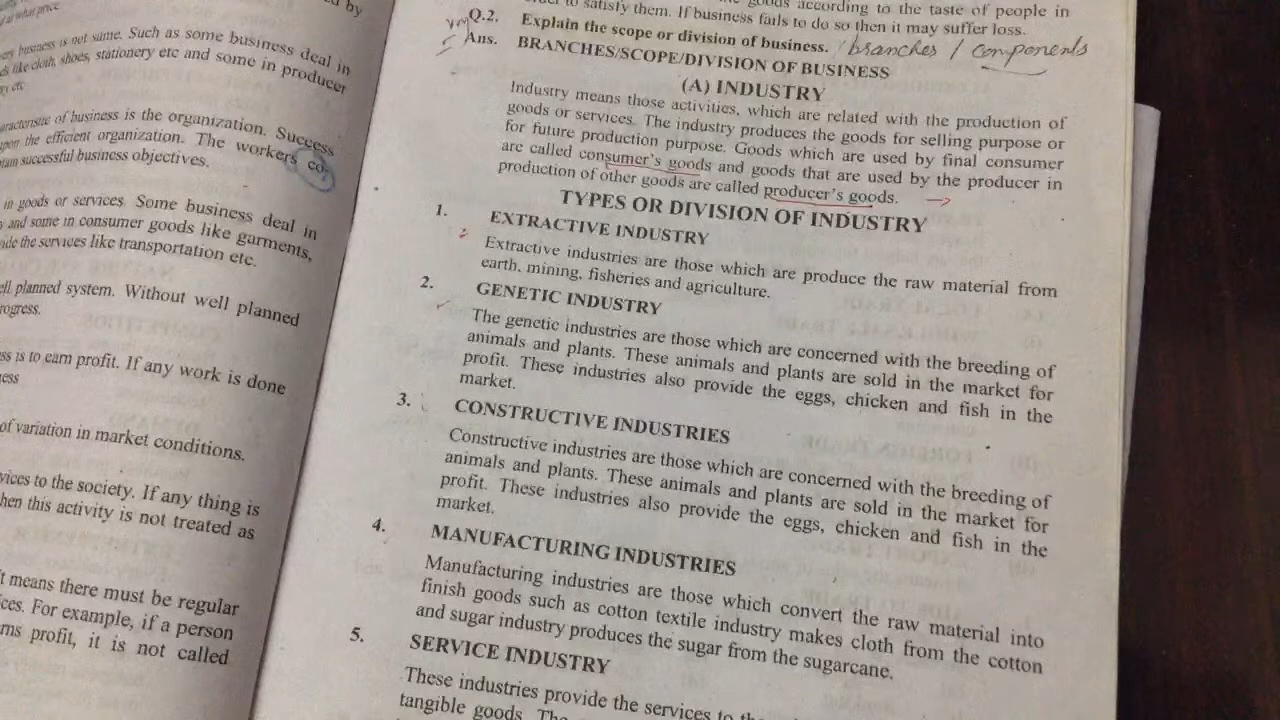 at what price
by
business is not same. Such as some business deal in
like cloth, shoes, stationery etc and some in producer
etc
of business is the organization. Success
upon the efficient organization. The workers co,
successful business objectives.
in goods or services. Some business deal in
and some in consumer goods like garments,
the services like transportation etc.
planned system. Without well planned
is to earn profit. If any work is done
of variation in market conditions.
to the society. If any thing is
then this activity is not treated as
means there must be regular
For example, if a person
profit, it is not called
goods according to the taste of people in
to satisfy them. If business fails to do so then it may suffer loss.
Q.2. Explain the scope or division of business. / branches / components
Ans. BRANCHES/SCOPE/DIVISION OF BUSINESS
(A) INDUSTRY
Industry means those activities, which are related with the production of
goods or services. The industry produces the goods for selling purpose or
for future production purpose. Goods which are used by final consumer
are called consumer's goods and goods that are used by the producer in
production of other goods are called producer's goods.
TYPES OR DIVISION OF INDUSTRY
1. EXTRACTIVE INDUSTRY
Extractive industries are those which are produce the raw material from
earth, mining, fisheries and agriculture.
2. GENETIC INDUSTRY
The genetic industries are those which are concerned with the breeding of
animals and plants. These animals and plants are sold in the market for
profit. These industries also provide the eggs, chicken and fish in the
market.
3. CONSTRUCTIVE INDUSTRIES
Constructive industries are those which are concerned with the breeding of
animals and plants. These animals and plants are sold in the market for
profit. These industries also provide the eggs, chicken and fish in the
market.
4. MANUFACTURING INDUSTRIES
Manufacturing industries are those which convert the raw material into
finish goods such as cotton textile industry makes cloth from the cotton
and sugar industry produces the sugar from the sugarcane.
5. SERVICE INDUSTRY
These industries provide the services to
tangible goods.